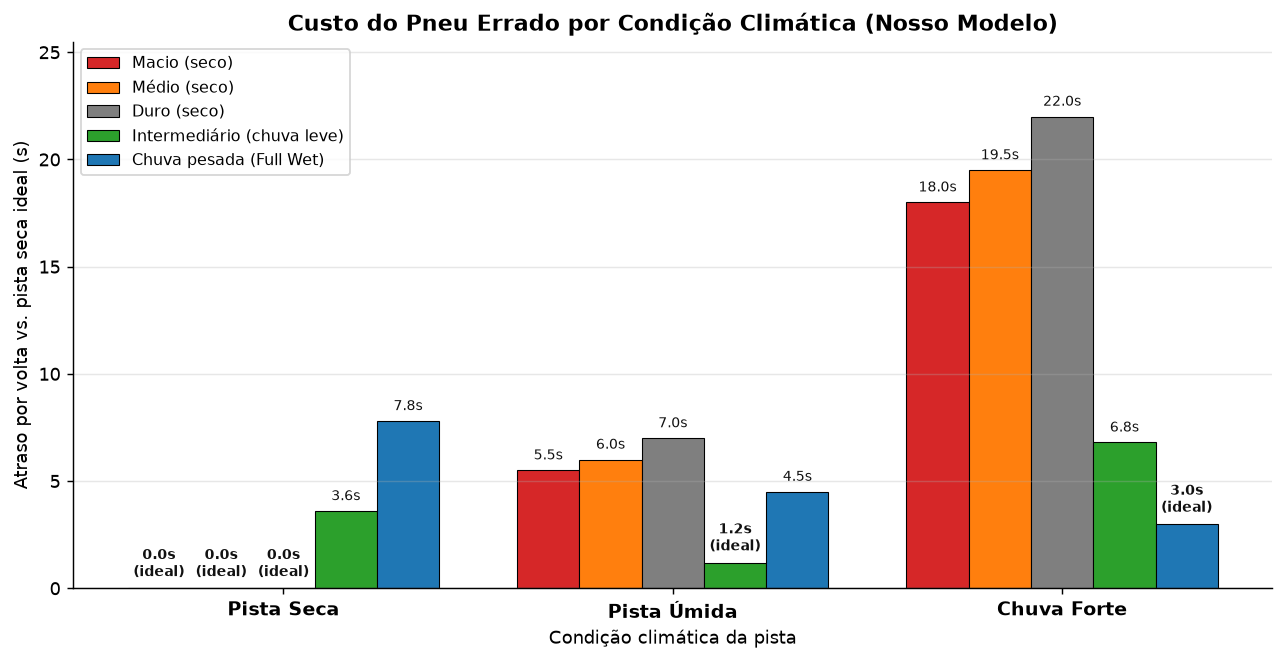 Custo do Pneu Errado por Condição Climática (Nosso Modelo)
Atraso por volta vs. pista seca ideal (s)
25
20
15
10
5
0
Macio (seco)
Médio (seco)
Duro (seco)
Intermediário (chuva leve)
Chuva pesada (Full Wet)
0.0s
(ideal)
0.0s
(ideal)
0.0s
(ideal)
3.6s
7.8s
5.5s
6.0s
7.0s
1.2s
(ideal)
4.5s
18.0s
19.5s
22.0s
6.8s
3.0s
(ideal)
Pista Seca
Pista Úmida
Chuva Forte
Condição climática da pista